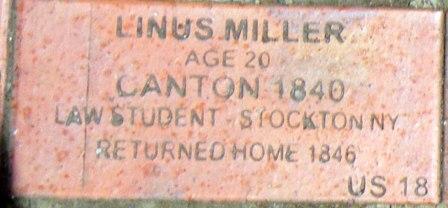 LINUS MILLER
AGE 20
CANTON 1840
LAW STUDENT - STOCKTON NY
RETURNED HOME 1846
US 18